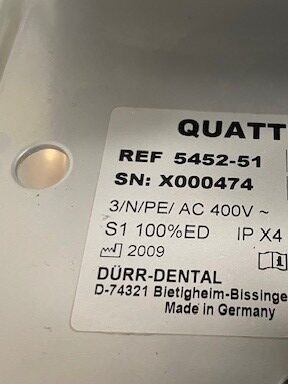 QUATT
REF 5452-51
SN: X000474
3/N/PE/ AC 400V ~
S1 100%ED IP X4
2009
DÜRR-DENTAL
D-74321 Bietigheim-Bissinge
Made in Germany